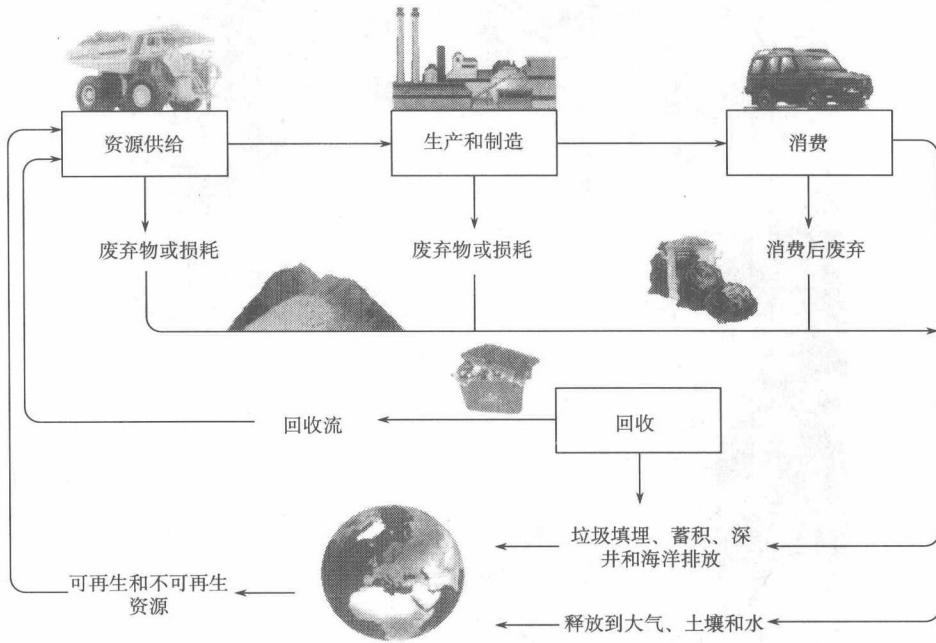 资源供给
生产和制造
消费
废弃物或损耗
废弃物或损耗
消费后废弃
回收流
回收
垃圾填埋、蓄积、深
井和海洋排放
可再生和不可再生
资源
释放到大气、土壤和水